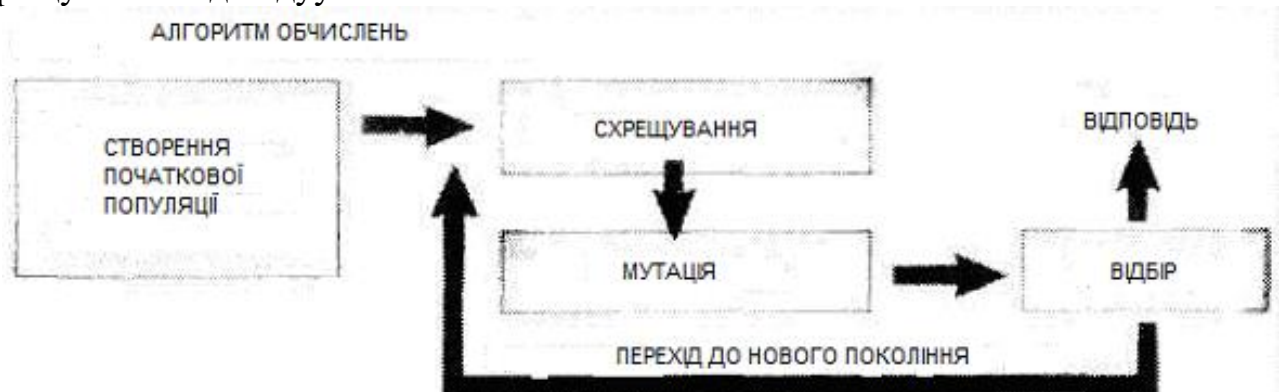 АЛГОРИТМ ОБЧИСЛЕНЬ
СТВОРЕННЯ
ПОЧАТКОВОЇ
ПОПУЛЯЦІЇ
СХРЕЩУВАННЯ
ВІДПОВІДЬ
МУТАЦІЯ
ВІДБІР
ПЕРЕХІД ДО НОВОГО ПОКОЛІННЯ